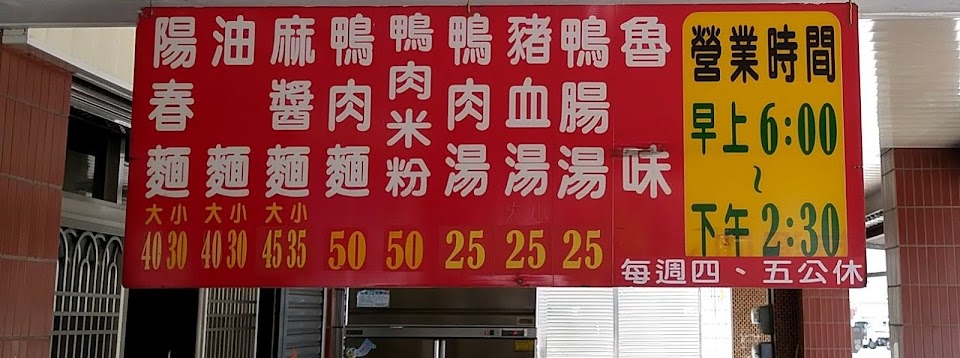 陽春麵
大 小
40 30
油麵
大 小
40 30
麻醬麵
大 小
45 35
鴨肉麵
50
鴨肉米粉
50
鴨肉湯
25
豬血湯
大 小
25
鴨腸湯
25
魯味
營業時間
早上6:00
~
下午2:30
每週四、五公休